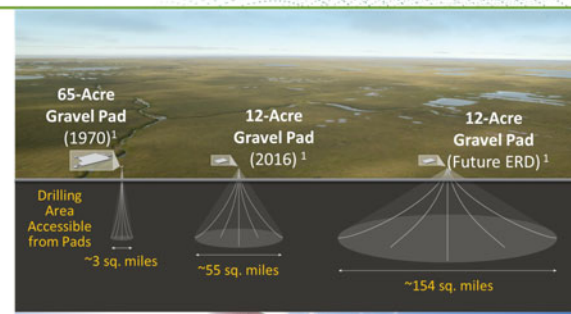 65-Acre
Gravel Pad
(1970)1
12-Acre
Gravel Pad
(2016) 1
12-Acre
Gravel Pad
(Future ERD) 1
Drilling
Area
Accessible
from Pads
~3 sq. miles
~55 sq. miles
~154 sq. miles